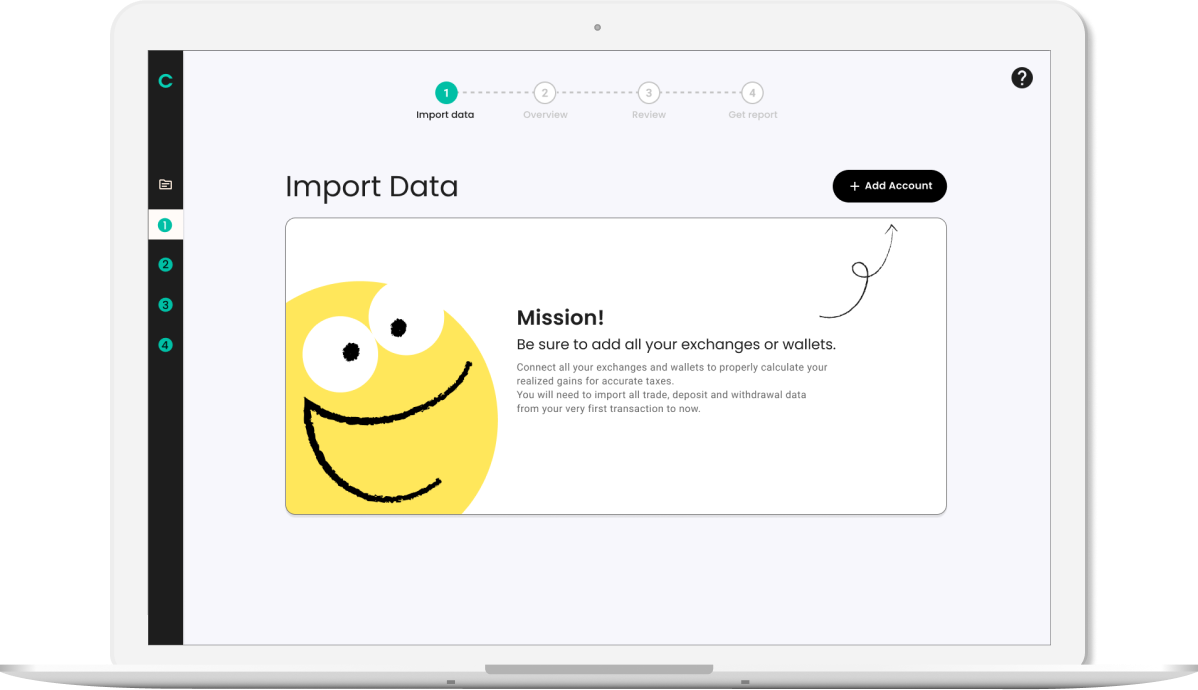 C
?
1
2
3
4
Import data
Overview
Review
Get report
Import Data
+ Add Account
1
2
3
4
Mission!
Be sure to add all your exchanges or wallets.
Connect all your exchanges and wallets to properly calculate your
realized gains for accurate taxes.
You will need to import all trade, deposit and withdrawal data
from your very first transaction to now.